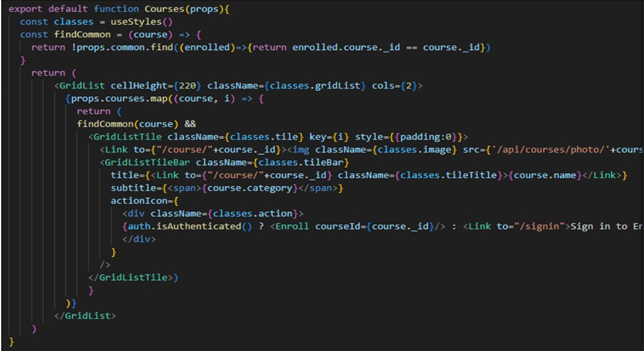 export default function Courses(props){
  const classes = useStyles()
  const findCommon = (course) => {
    return !props.common.find((enrolled)=>{return enrolled.course._id == course._id})
  }
    return (
        <GridList cellHeight={220} className={classes.gridList} cols={2}>
          {props.courses.map((course, i) => {
            return (
            findCommon(course) &&
              <GridListTile className={classes.tile} key={i} style={{padding:0}}>
                <Link to={"/course/"+course._id}><img className={classes.image} src={'/api/courses/photo/'+cours
                <GridListTileBar className={classes.tileBar}
                  title={<Link to={"/course/"+course._id} className={classes.tileTitle}>{course.name}</Link>}
                  subtitle={<span>{course.category}</span>}
                  actionIcon={
                    <div className={classes.action}>
                    {auth.isAuthenticated() ? <Enroll courseId={course._id}/> : <Link to="/signin">Sign in to En
                    </div>
                  }
                />
              </GridListTile>)
              }
          )}
        </GridList>
    )
}